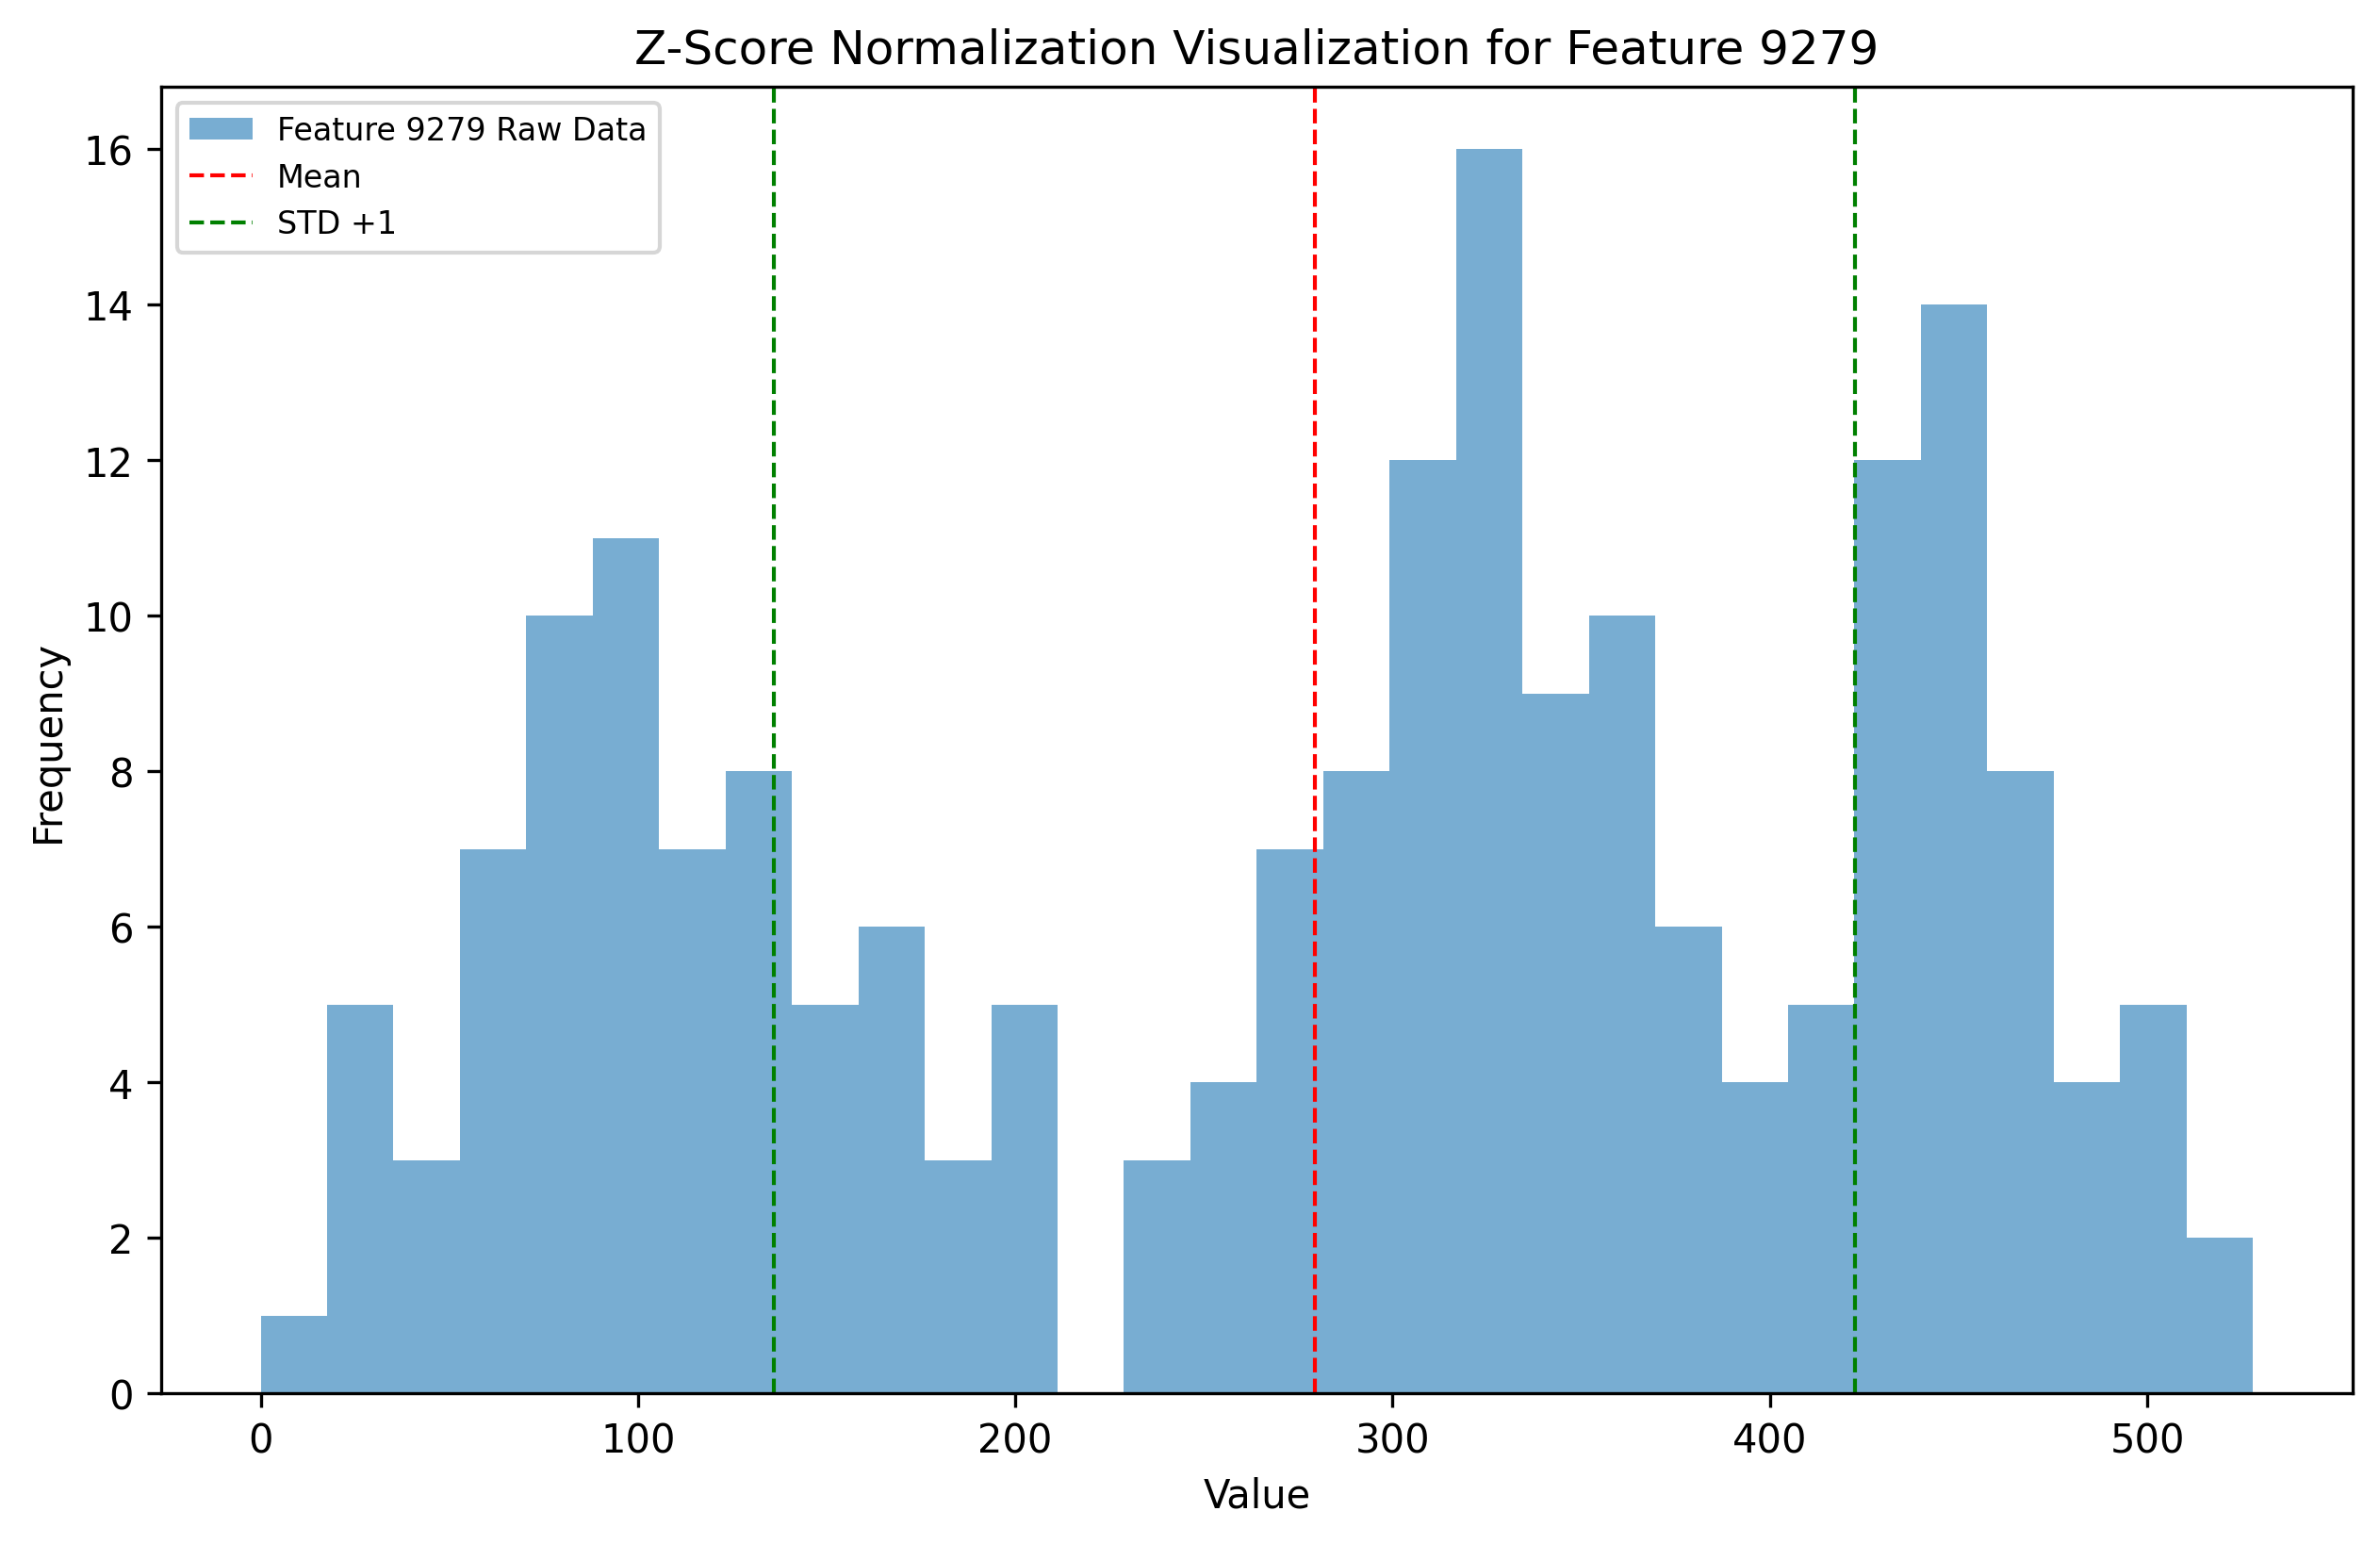 Z-Score Normalization Visualization for Feature 9279
Feature 9279 Raw Data
Mean
STD +1
16
14
12
10
8
6
4
2
0
Frequency
0 100 200 300 400 500
Value